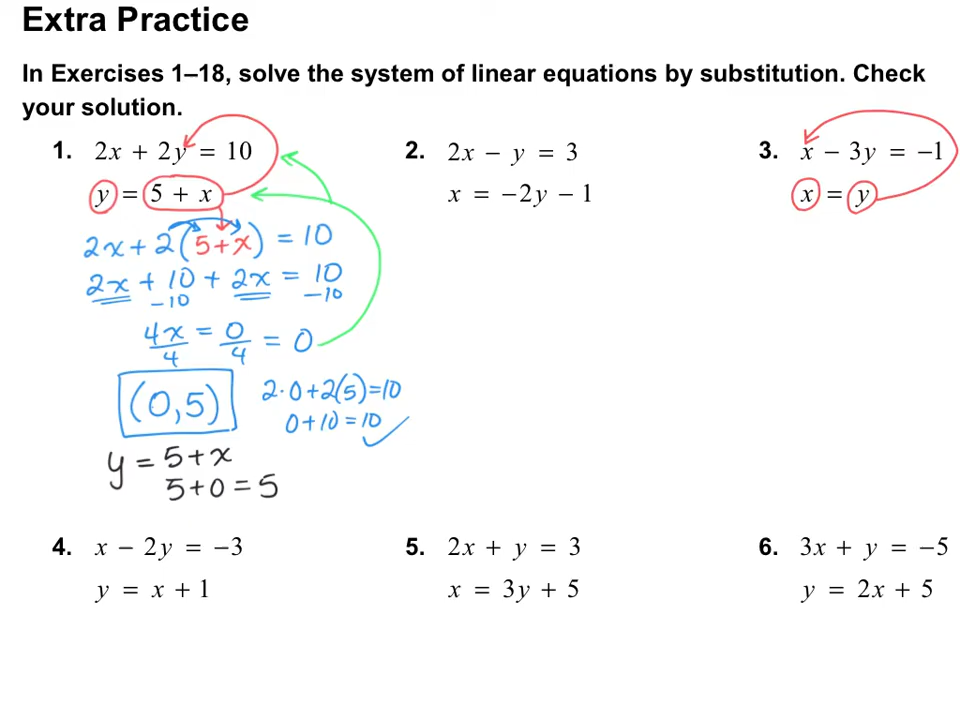 Extra Practice
In Exercises 1–18, solve the system of linear equations by substitution. Check
your solution.
1. 2x + 2y = 10
y = 5 + x
2x + 2(5+x) = 10
2x + 10 + 2x = 10
-10 -10
4x/4 = 0/4 = 0
(0,5)
2·0+2(5)=10
0+10=10 ✓
y = 5+x
5+0=5
2. 2x − y = 3
x = −2y − 1
3. x − 3y = −1
x = y
4. x − 2y = −3
y = x + 1
5. 2x + y = 3
x = 3y + 5
6. 3x + y = −5
y = 2x + 5